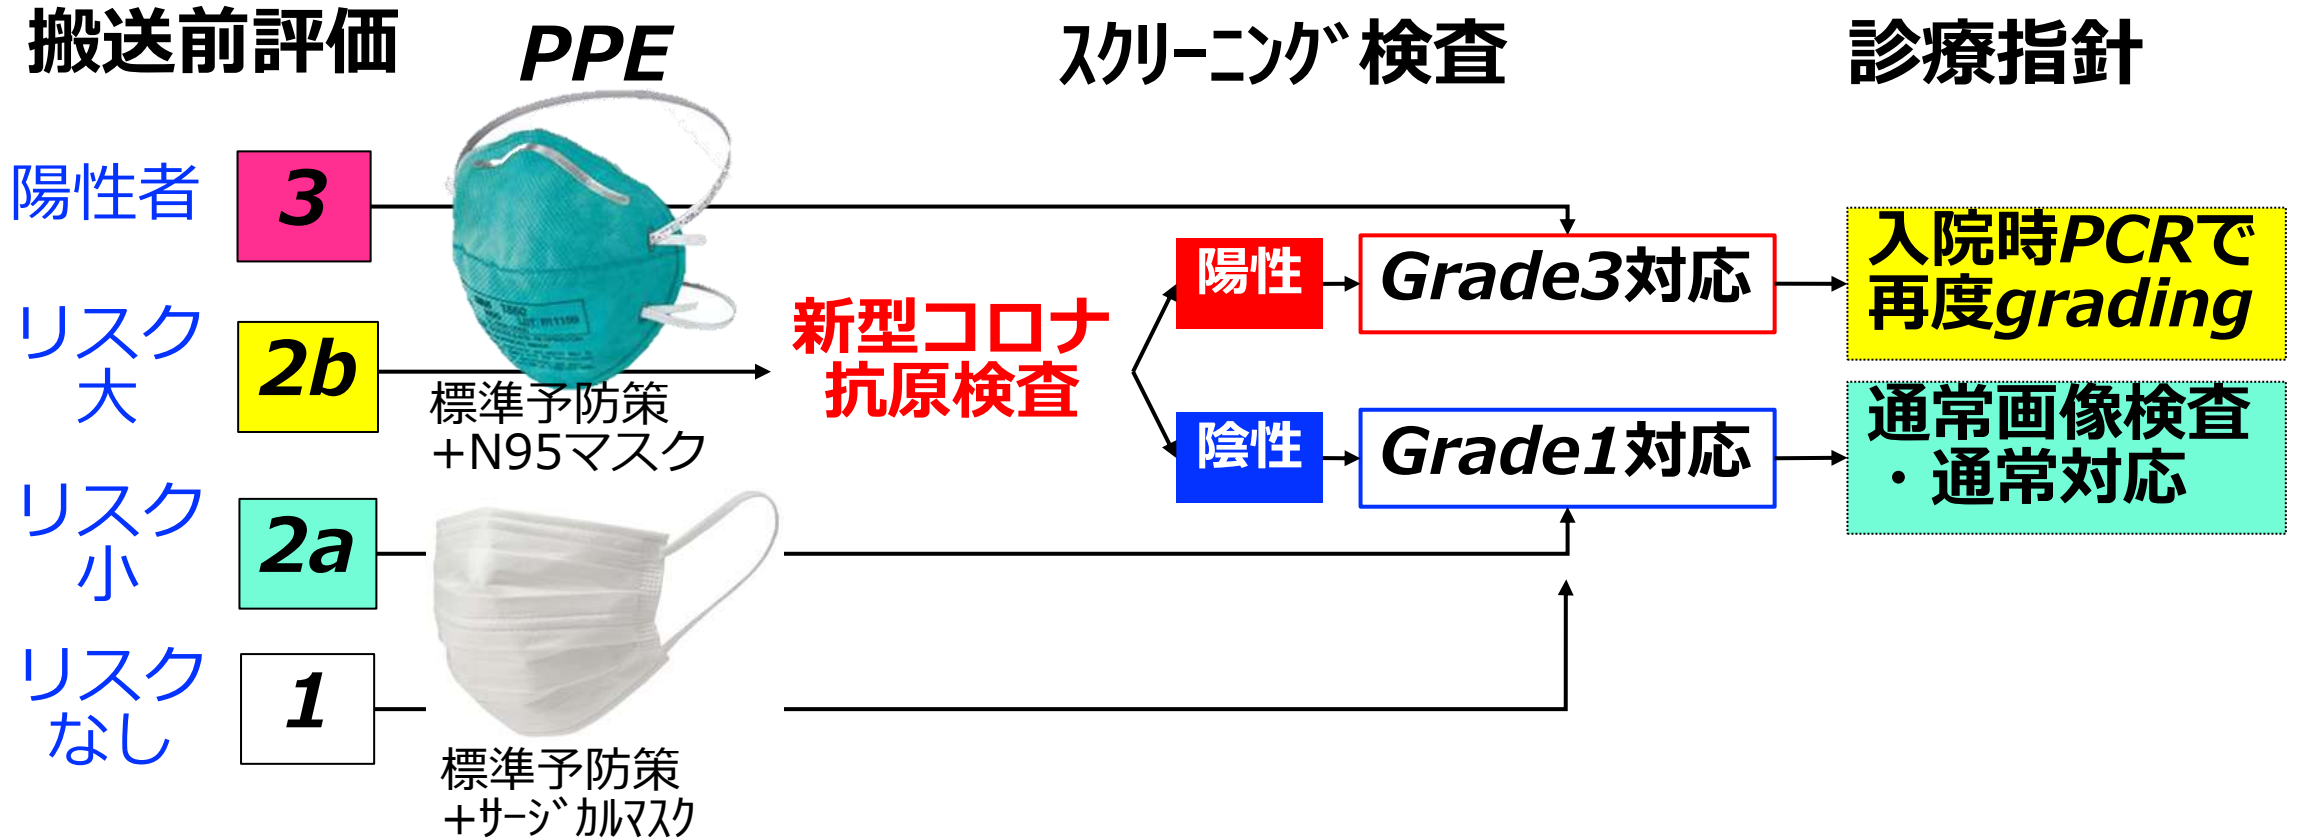 搬送前評価
PPE
ｽｸﾘｰﾆﾝｸﾞ検査
診療指針
陽性者
3
リスク
大
2b
標準予防策
+N95マスク
新型コロナ
抗原検査
陽性
Grade3対応
入院時PCRで
再度grading
陰性
Grade1対応
通常画像検査
・通常対応
リスク
小
2a
リスク
なし
1
標準予防策
+ｻｰｼﾞｶﾙﾏｽｸ